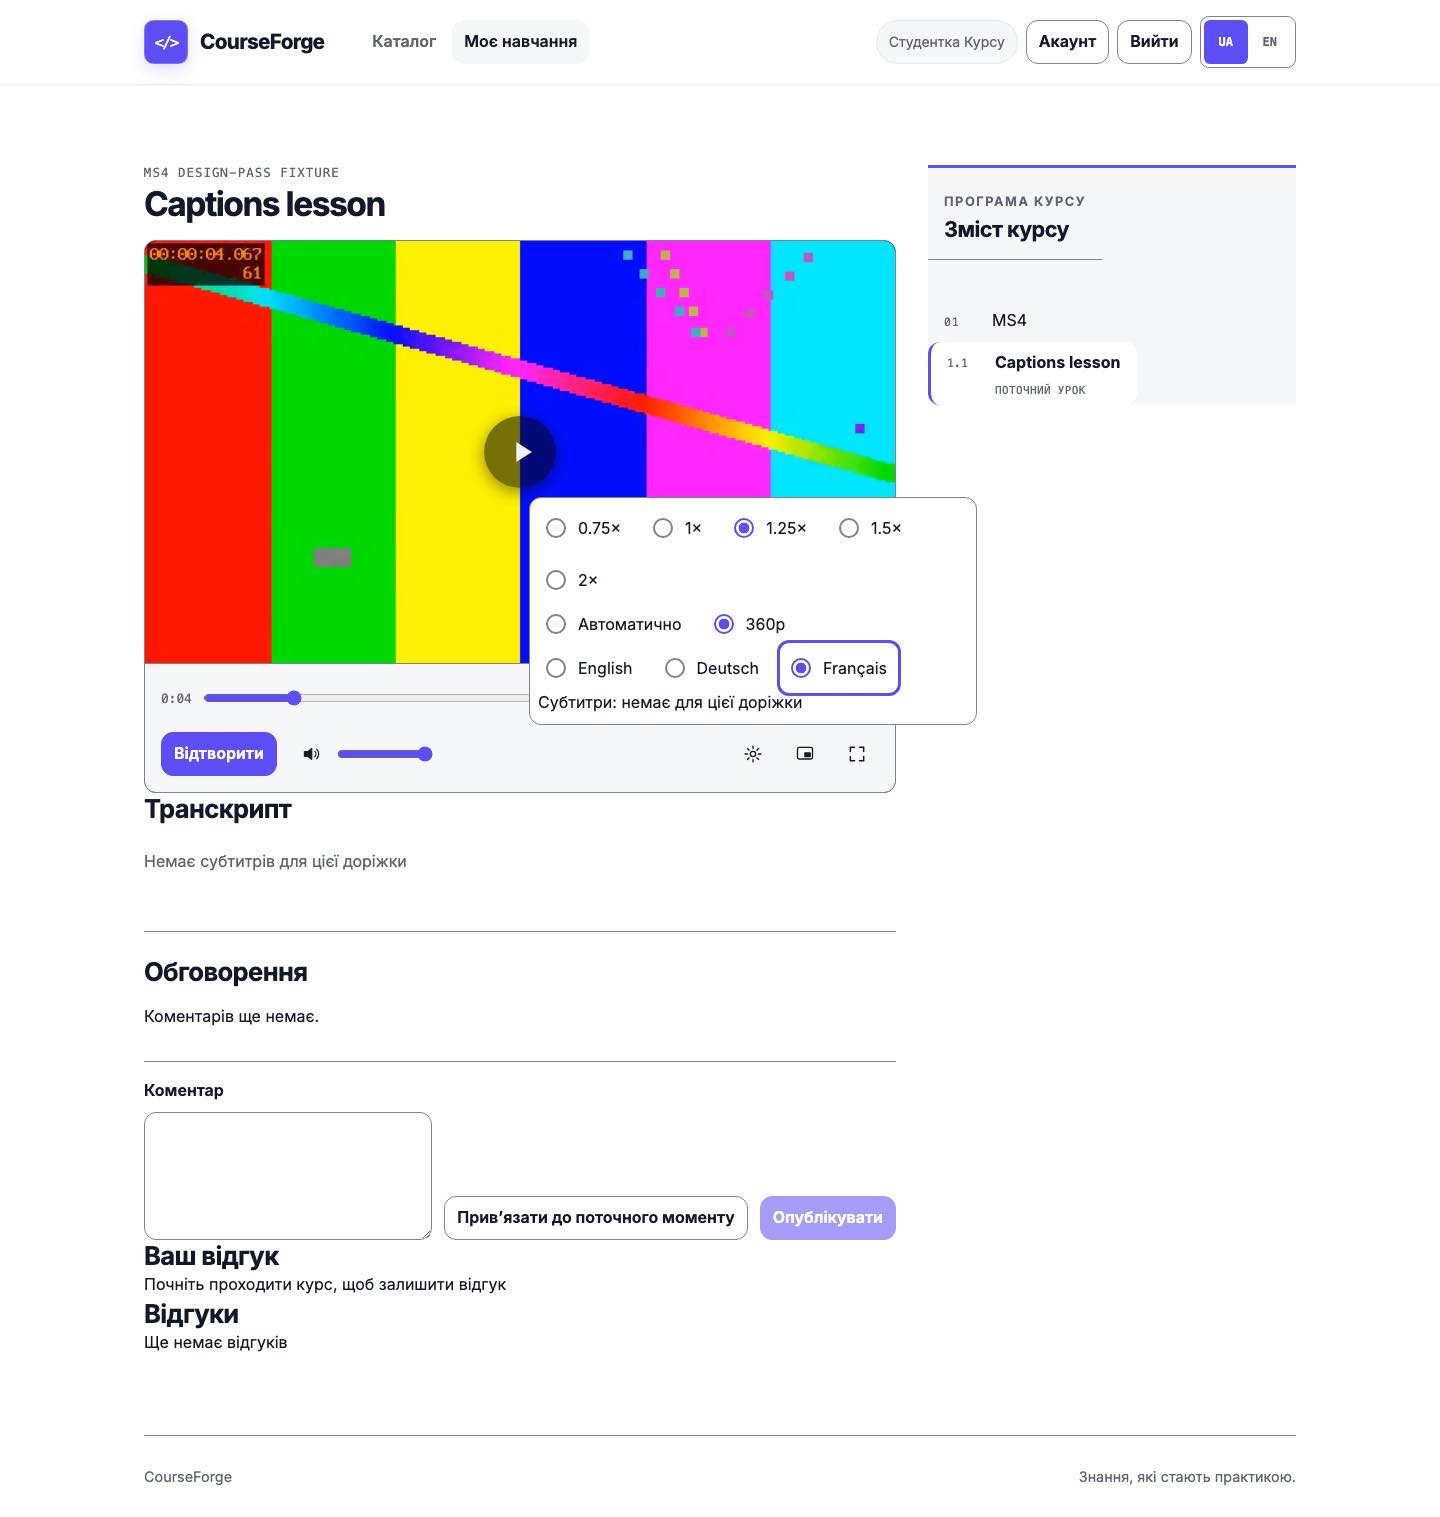 </> CourseForge
Каталог
Моє навчання
Студентка Курсу
Акаунт
Вийти
UA
EN
MS4 DESIGN-PASS FIXTURE
Captions lesson
00:00:04.067
61
0.75×
1×
1.25×
1.5×
2×
Автоматично
360p
English
Deutsch
Français
Субтитри: немає для цієї доріжки
0:04
Відтворити
ПРОГРАМА КУРСУ
Зміст курсу
01 MS4
1.1 Captions lesson
ПОТОЧНИЙ УРОК
Транскрипт
Немає субтитрів для цієї доріжки
Обговорення
Коментарів ще немає.
Коментар
Прив’язати до поточного моменту
Опублікувати
Ваш відгук
Почніть проходити курс, щоб залишити відгук
Відгуки
Ще немає відгуків
CourseForge
Знання, які стають практикою.